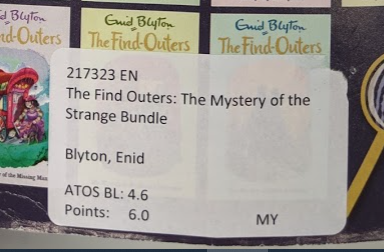 d Blyton
nd-Outers
Enid Blyton
The Find-Outers
Enid Blyton
The Find-Outers
217323 EN
The Find Outers: The Mystery of the
Strange Bundle
Blyton, Enid
ATOS BL: 4.6
Points: 6.0
MY
of the Missing Man